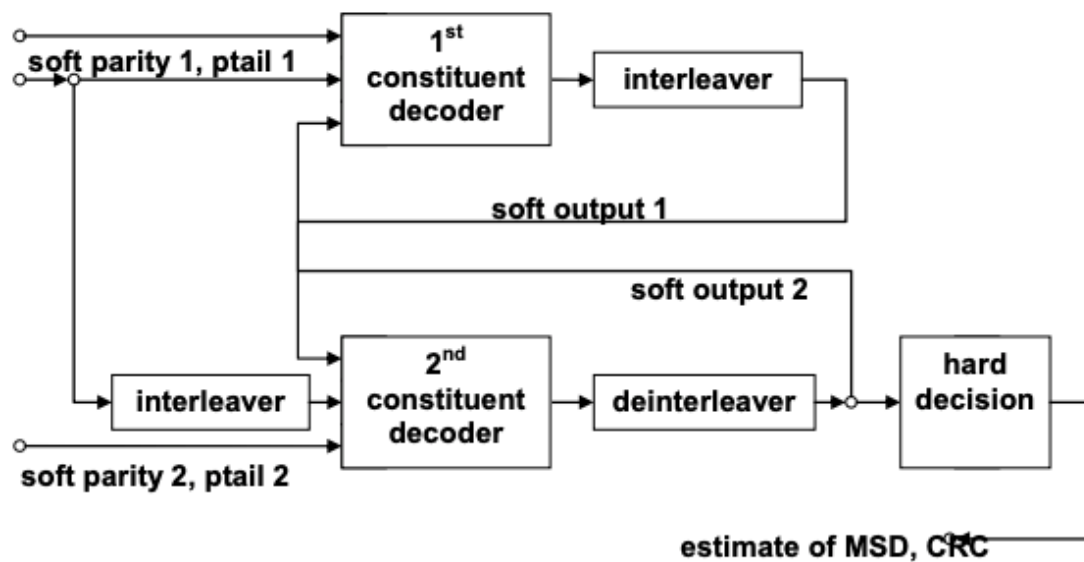 soft parity 1, ptail 1
1st
constituent
decoder
interleaver
soft output 1
soft output 2
interleaver
2nd
constituent
decoder
deinterleaver
hard
decision
soft parity 2, ptail 2
estimate of MSD, CRC